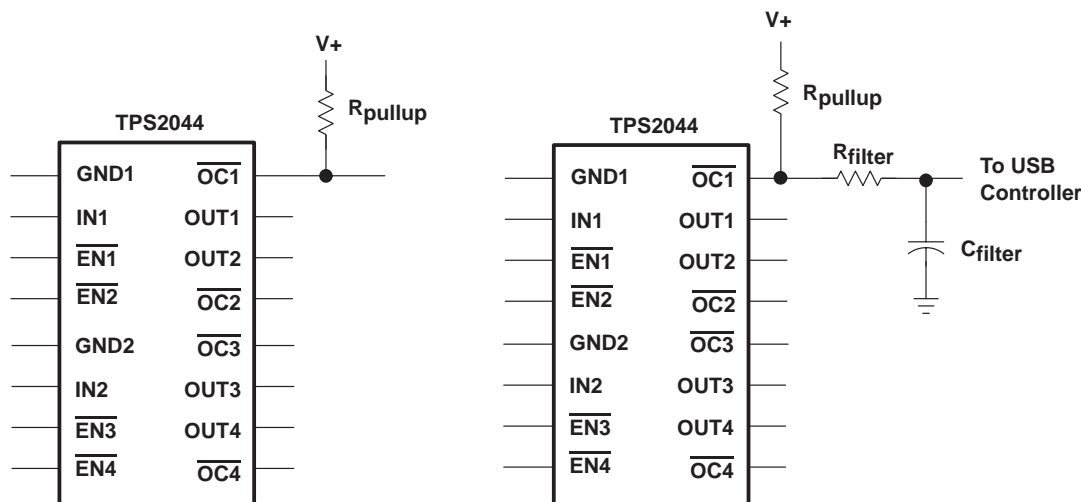 V+
Rpullup
TPS2044
GND1 OC1
IN1 OUT1
EN1 OUT2
EN2 OC2
GND2 OC3
IN2 OUT3
EN3 OUT4
EN4 OC4
V+
Rpullup
TPS2044
Rfilter
To USB
Controller
Cfilter
GND1 OC1
IN1 OUT1
EN1 OUT2
EN2 OC2
GND2 OC3
IN2 OUT3
EN3 OUT4
EN4 OC4